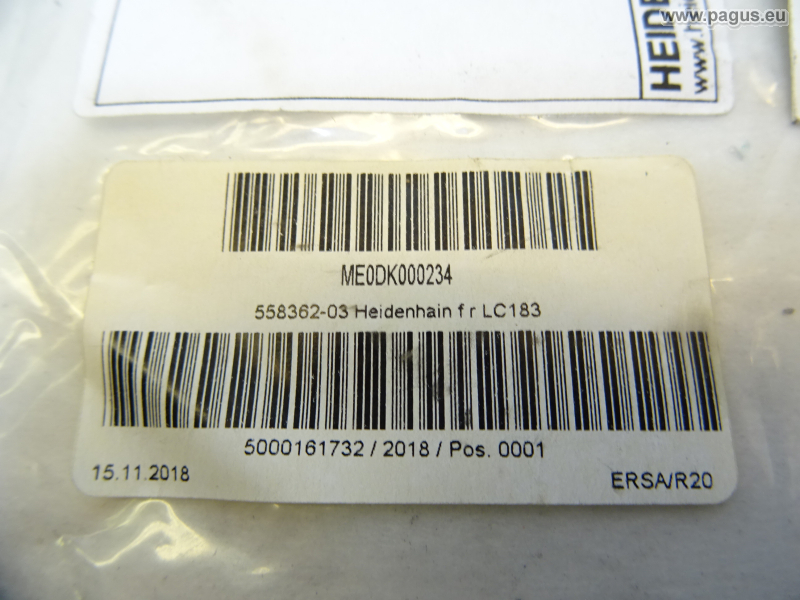 www.pagus.eu
ME0DK000234
558362-03 Heidenhain f r LC183
5000161732 / 2018 / Pos. 0001
15.11.2018
ERSA/R20